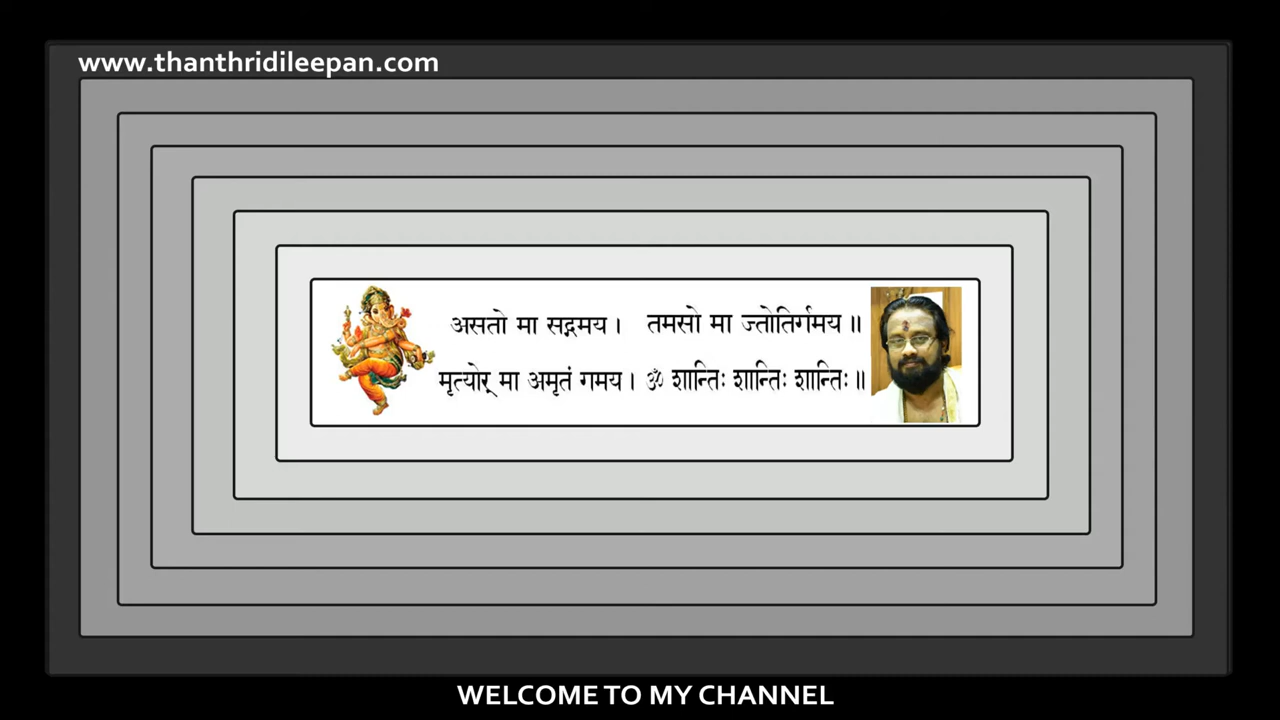 www.thanthridileepan.com
असतो मा सद्गमय। तमसो मा ज्तोतिर्गमय॥
मृत्योर् मा अमृतं गमय। ॐ शान्तिः शान्तिः शान्तिः॥
WELCOME TO MY CHANNEL